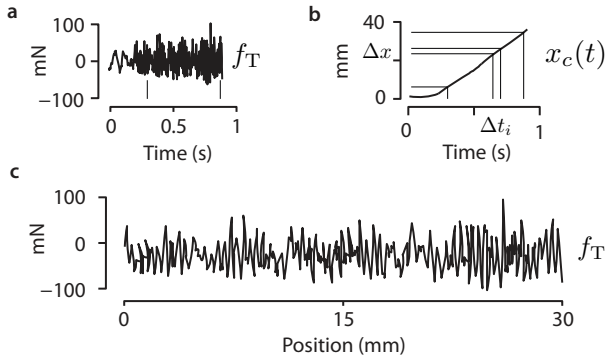 a
100
0
−100
mN
f_T
0
0.5
1
Time (s)
b
40
0
mm
Δx
x_c(t)
0
Δt_i
1
Time (s)
c
100
0
−100
mN
f_T
0
15
30
Position (mm)